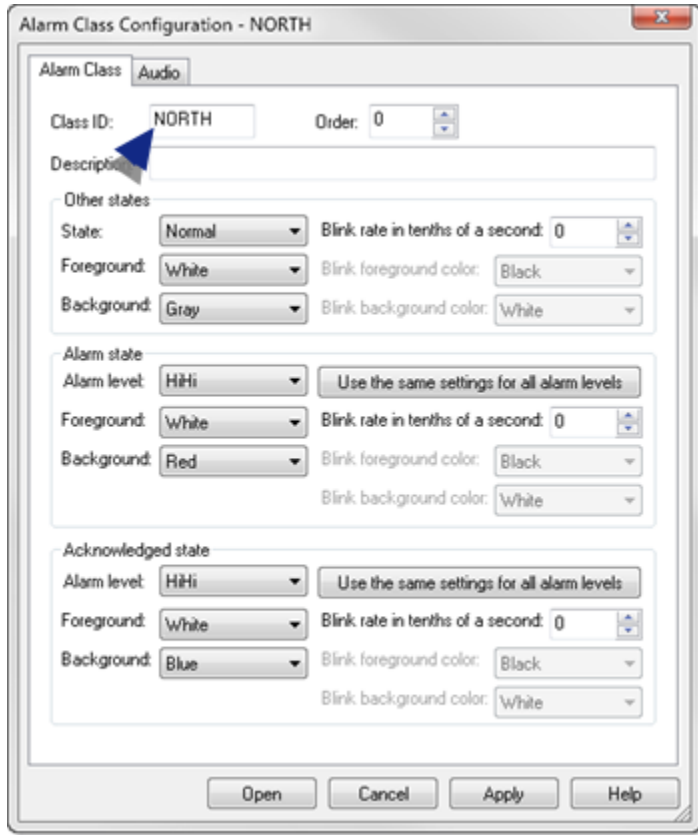 Alarm Class Configuration - NORTH
Alarm Class Audio
Class ID: NORTH Order: 0
Description:
Other states
State: Normal Blink rate in tenths of a second: 0
Foreground: White Blink foreground color: Black
Background: Gray Blink background color: White
Alarm state
Alarm level: HiHi Use the same settings for all alarm levels
Foreground: White Blink rate in tenths of a second: 0
Background: Red Blink foreground color: Black
Blink background color: White
Acknowledged state
Alarm level: HiHi Use the same settings for all alarm levels
Foreground: White Blink rate in tenths of a second: 0
Background: Blue Blink foreground color: Black
Blink background color: White
Open Cancel Apply Help